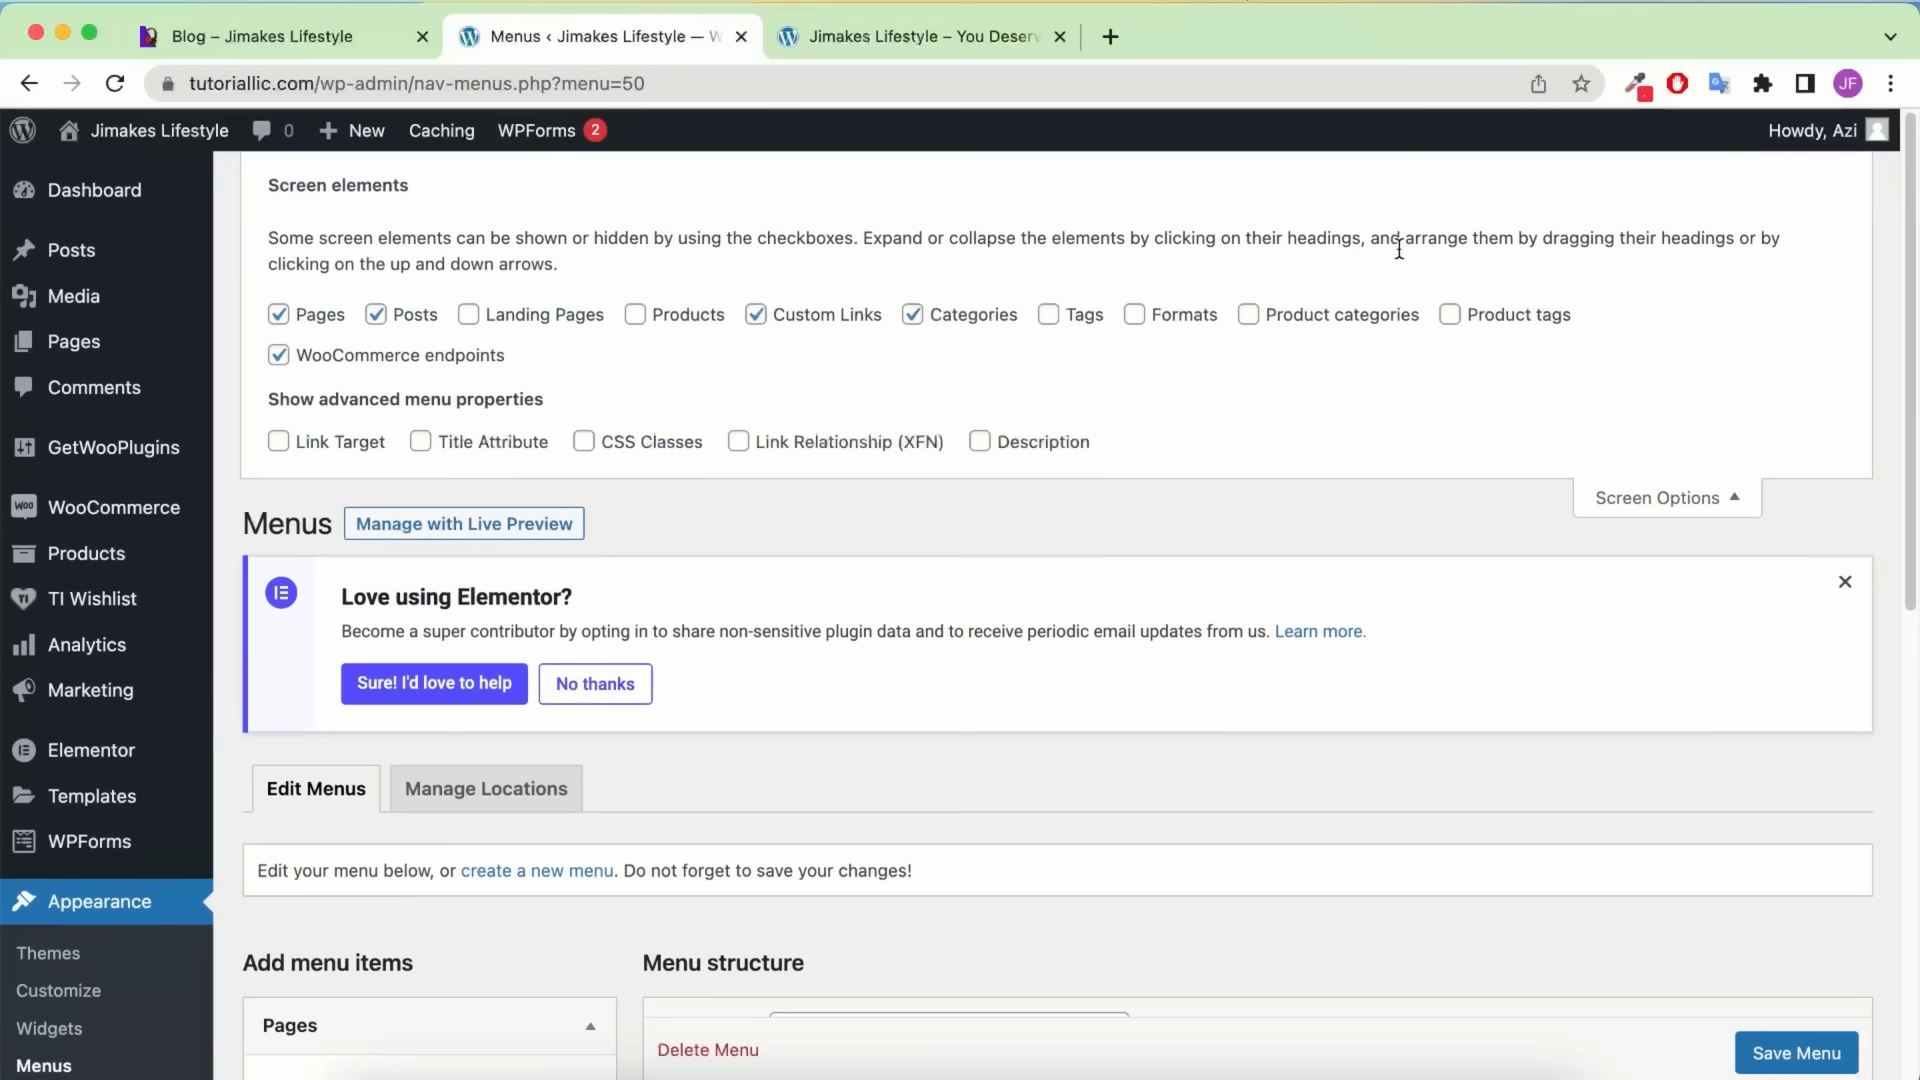 Blog – Jimakes Lifestyle
Menus ‹ Jimakes Lifestyle — W
Jimakes Lifestyle – You Deserv
tutoriallic.com/wp-admin/nav-menus.php?menu=50
JF
Jimakes Lifestyle
0
New
Caching
WPForms 2
Howdy, Azi
Dashboard
Posts
Media
Pages
Comments
GetWooPlugins
WooCommerce
Products
TI Wishlist
Analytics
Marketing
Elementor
Templates
WPForms
Appearance
Themes
Customize
Widgets
Menus
Screen elements
Some screen elements can be shown or hidden by using the checkboxes. Expand or collapse the elements by clicking on their headings, and arrange them by dragging their headings or by
clicking on the up and down arrows.
Pages Posts Landing Pages Products Custom Links Categories Tags Formats Product categories Product tags
WooCommerce endpoints
Show advanced menu properties
Link Target Title Attribute CSS Classes Link Relationship (XFN) Description
Screen Options
Menus
Manage with Live Preview
Love using Elementor?
Become a super contributor by opting in to share non-sensitive plugin data and to receive periodic email updates from us. Learn more.
Sure! I'd love to help
No thanks
Edit Menus
Manage Locations
Edit your menu below, or create a new menu. Do not forget to save your changes!
Add menu items
Menu structure
Pages
Delete Menu
Save Menu